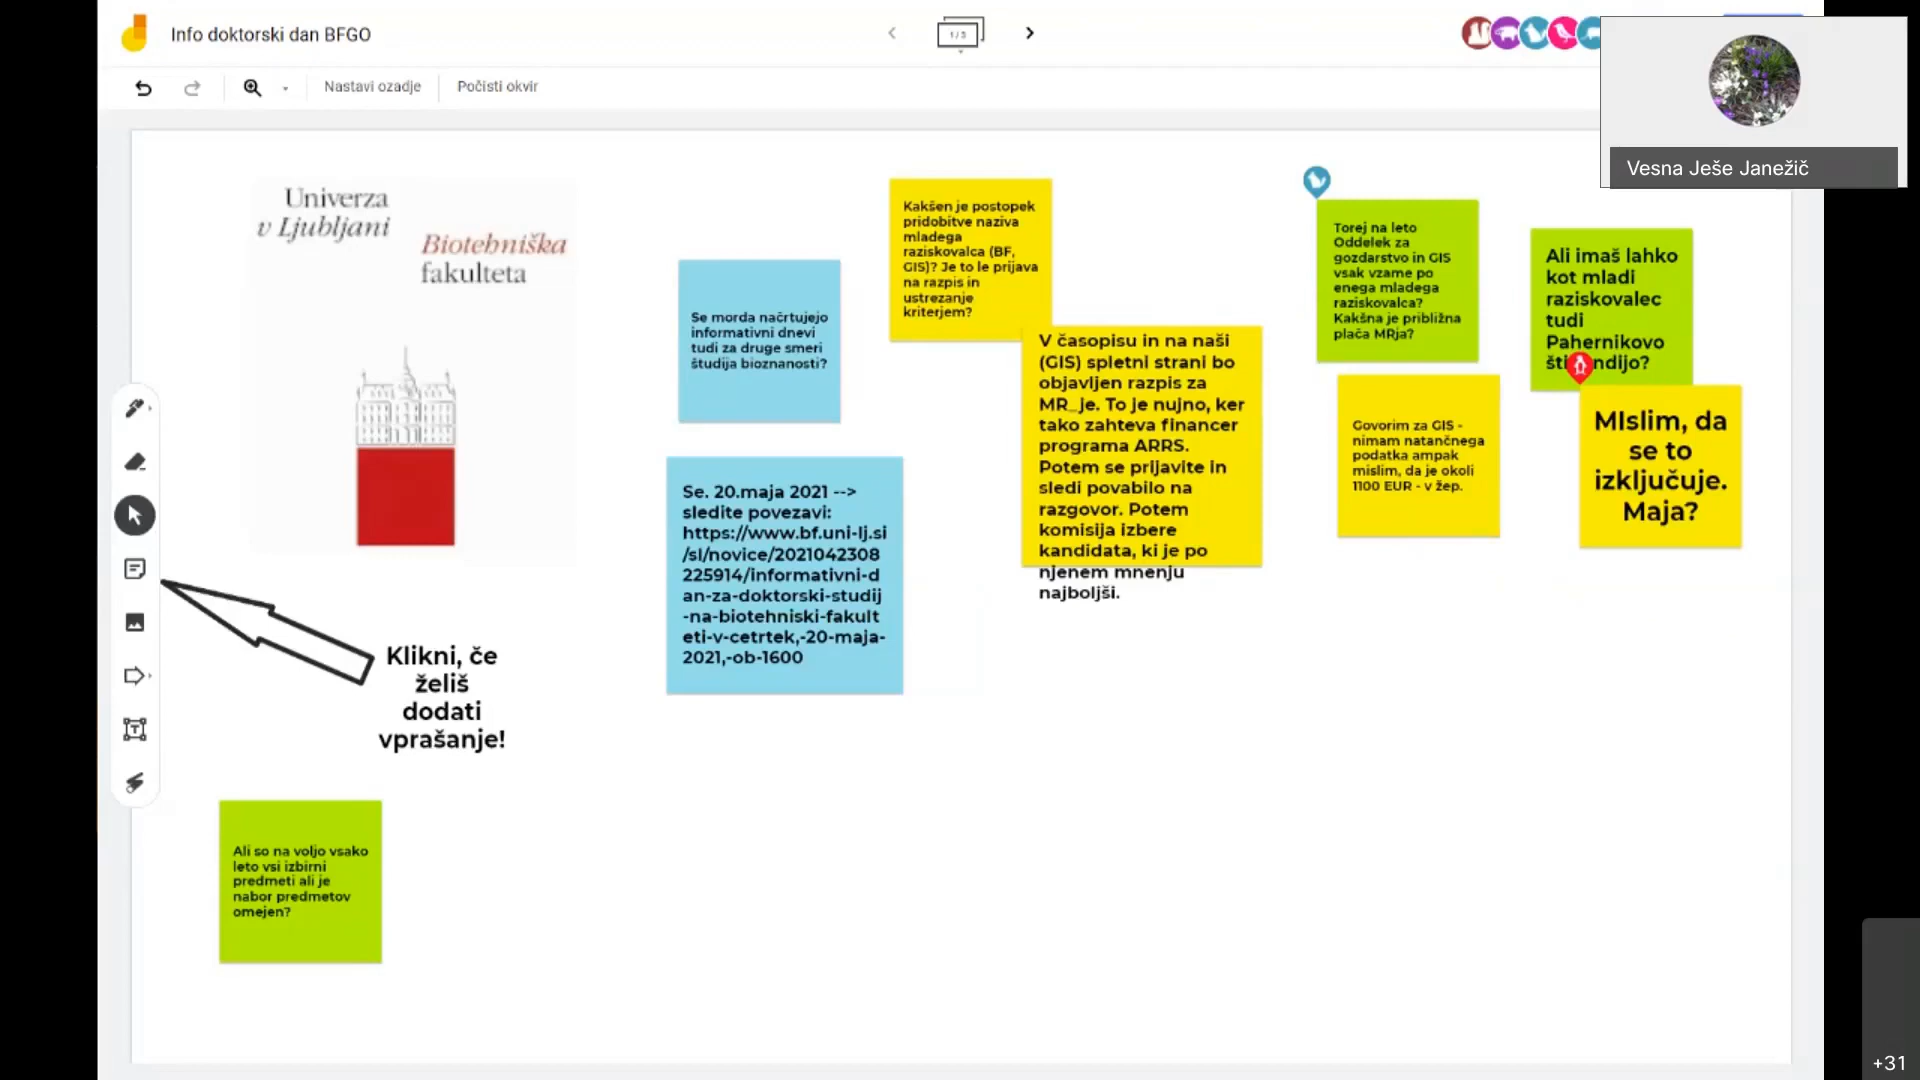 Info doktorski dan BFGO
1/5
Nastavi ozadje
Počisti okvir
Vesna Ješe Janežič
Univerza
v Ljubljani
Biotehniška
fakulteta
Se morda načrtujejo
informativni dnevi
tudi za druge smeri
študija bioznanosti?
Se. 20.maja 2021 -->
sledite povezavi:
https://www.bf.uni-lj.si
/sl/novice/2021042308
225914/informativni-d
an-za-doktorski-studij
-na-biotehniski-fakult
eti-v-cetrtek,-20-maja-
2021,-ob-1600
Kakšen je postopek
pridobitve naziva
mladega
raziskovalca (BF,
GIS)? Je to le prijava
na razpis in
ustrezanje
kriterjem?
V časopisu in na naši
(GIS) spletni strani bo
objavljen razpis za
MR_je. To je nujno, ker
tako zahteva financer
programa ARRS.
Potem se prijavite in
sledi povabilo na
razgovor. Potem
komisija izbere
kandidata, ki je po
njenem mnenju
najboljši.
Torej na leto
Oddelek za
gozdarstvo in GIS
vsak vzame po
enega mladega
raziskovalca?
Kakšna je približna
plača MRja?
Govorim za GIS -
nimam natančnega
podatka ampak
mislim, da je okoli
1100 EUR - v žep.
Ali imaš lahko
kot mladi
raziskovalec
tudi
Pahernikovo
štipendijo?
MIslim, da
se to
izključuje.
Maja?
Klikni, če
želiš
dodati
vprašanje!
Ali so na voljo vsako
leto vsi izbirni
predmeti ali je
nabor predmetov
omejen?
+31